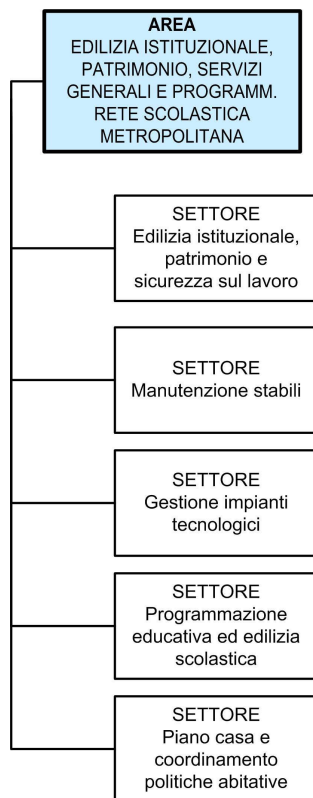 AREA
EDILIZIA ISTITUZIONALE,
PATRIMONIO, SERVIZI
GENERALI E PROGRAMM.
RETE SCOLASTICA
METROPOLITANA
SETTORE
Edilizia istituzionale,
patrimonio e
sicurezza sul lavoro
SETTORE
Manutenzione stabili
SETTORE
Gestione impianti
tecnologici
SETTORE
Programmazione
educativa ed edilizia
scolastica
SETTORE
Piano casa e
coordinamento
politiche abitative